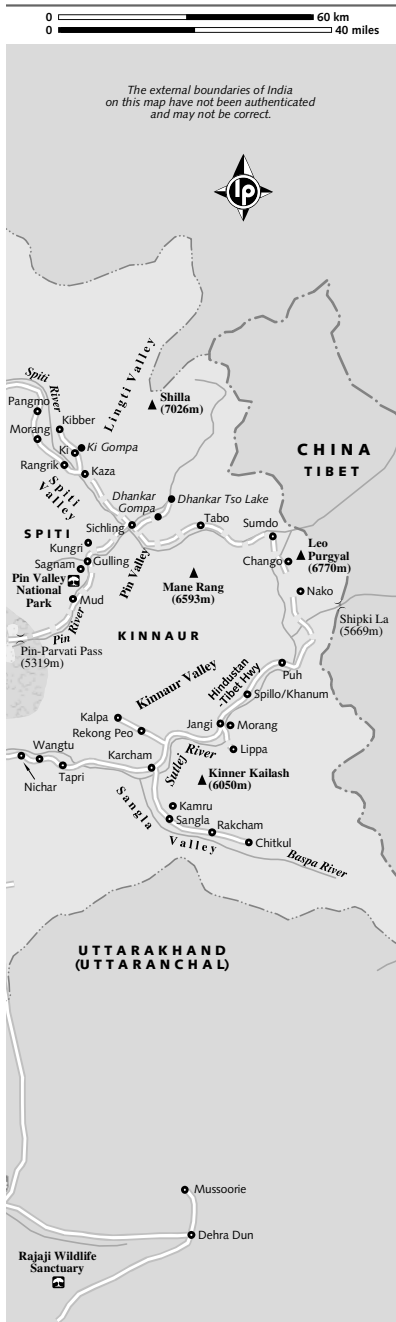 0 60 km
0 40 miles
The external boundaries of India
on this map have not been authenticated
and may not be correct.
lp
Spiti River
Lingti Valley
Shilla
(7026m)
Pangmo
Kibber
Morang
Ki
Ki Gompa
CHINA
TIBET
Rangrik
Kaza
Spiti
Valley
Dhankar
Gompa
Dhankar Tso Lake
SPITI
Sichling
Tabo
Sumdo
Kungri
Leo
Purgyal
(6770m)
Sagnam
Gulling
Pin Valley
Chango
Pin Valley
National
Park
Mane Rang
(6593m)
Nako
Mud
Pin River
KINNAUR
Shipki La
(5669m)
Pin-Parvati Pass
(5319m)
Puh
Kinnaur Valley
Hindustan
-Tibet Hwy
Spillo/Khanum
Kalpa
Jangi
Morang
Rekong Peo
Wangtu
Karcham
Sutlej River
Lippa
Nichar
Tapri
Kinner Kailash
(6050m)
Sangla
Valley
Kamru
Sangla
Rakcham
Chitkul
Baspa River
UTTARAKHAND
(UTTARANCHAL)
Mussoorie
Dehra Dun
Rajaji Wildlife
Sanctuary